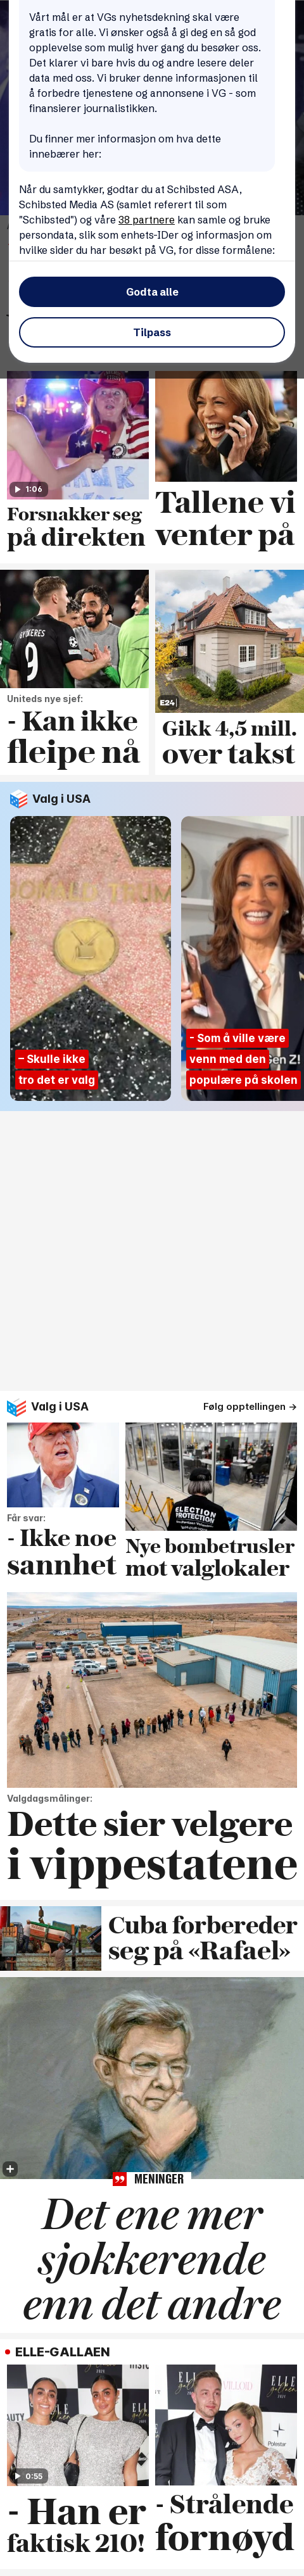 Vårt mål er at VGs nyhetsdekning skal være
gratis for alle. Vi ønsker også å gi deg en så god
opplevelse som mulig hver gang du besøker oss.
Det klarer vi bare hvis du og andre lesere deler
data med oss. Vi bruker denne informasjonen til
å forbedre tjenestene og annonsene i VG - som
finansierer journalistikken.
Du finner mer informasjon om hva dette
innebærer her:
Når du samtykker, godtar du at Schibsted ASA,
Schibsted Media AS (samlet referert til som
"Schibsted") og våre 38 partnere kan samle og bruke
persondata, slik som enhets-IDer og informasjon om
hvilke sider du har besøkt på VG, for disse formålene:
Godta alle
Tilpass
1:06
Forsnakker seg
på direkten
Tallene vi
venter på
GYÖKERES
9
Uniteds nye sjef:
- Kan ikke
fleipe nå
E24
Gikk 4,5 mill.
over takst
Valg i USA
DONALD TRUMP
– Skulle ikke
tro det er valg
- Som å ville være
venn med den
populære på skolen
Gen Z!
Valg i USA
Følg opptellingen →
Får svar:
- Ikke noe
sannhet
ELECTION
PROTECTION
Nye bombetrusler
mot valglokaler
Valgdagsmålinger:
Dette sier velgere
i vippestatene
Cuba forbereder
seg på «Rafael»
MENINGER
Det ene mer
sjokkerende
enn det andre
ELLE-GALLAEN
0:55
- Han er
faktisk 210!
- Strålende
fornøyd